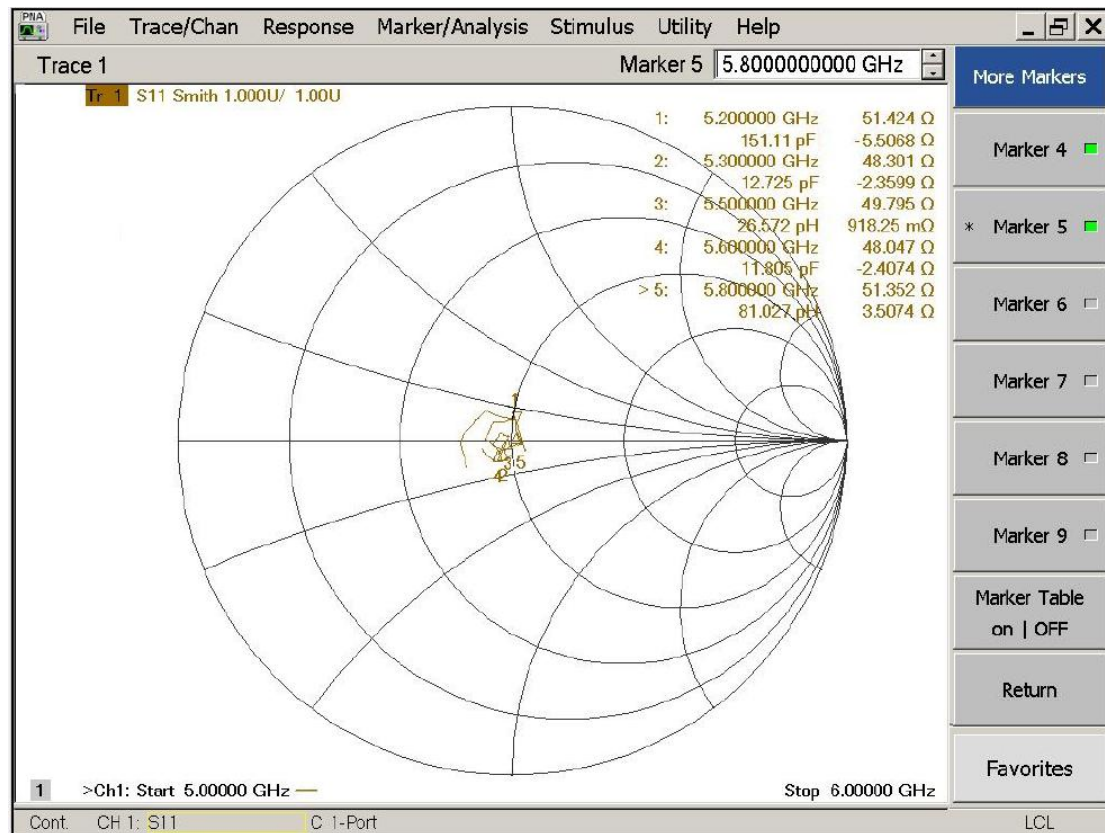 PNA File Trace/Chan Response Marker/Analysis Stimulus Utility Help
Trace 1 Marker 5 5.8000000000 GHz
More Markers
Tr 1 S11 Smith 1.000U/ 1.00U
1: 5.200000 GHz 51.424 Ω
151.11 pF -5.5068 Ω
2: 5.300000 GHz 48.301 Ω
12.725 pF -2.3599 Ω
3: 5.500000 GHz 49.795 Ω
26.572 pH 918.25 mΩ
4: 5.600000 GHz 48.047 Ω
11.805 pF -2.4074 Ω
> 5: 5.800000 GHz 51.352 Ω
81.027 pH 3.5074 Ω
1
3 5
4 2
Marker 4
* Marker 5
Marker 6
Marker 7
Marker 8
Marker 9
Marker Table
on | OFF
Return
Favorites
1 >Ch1: Start 5.00000 GHz — Stop 6.00000 GHz
Cont. CH 1: S11 C 1-Port LCL